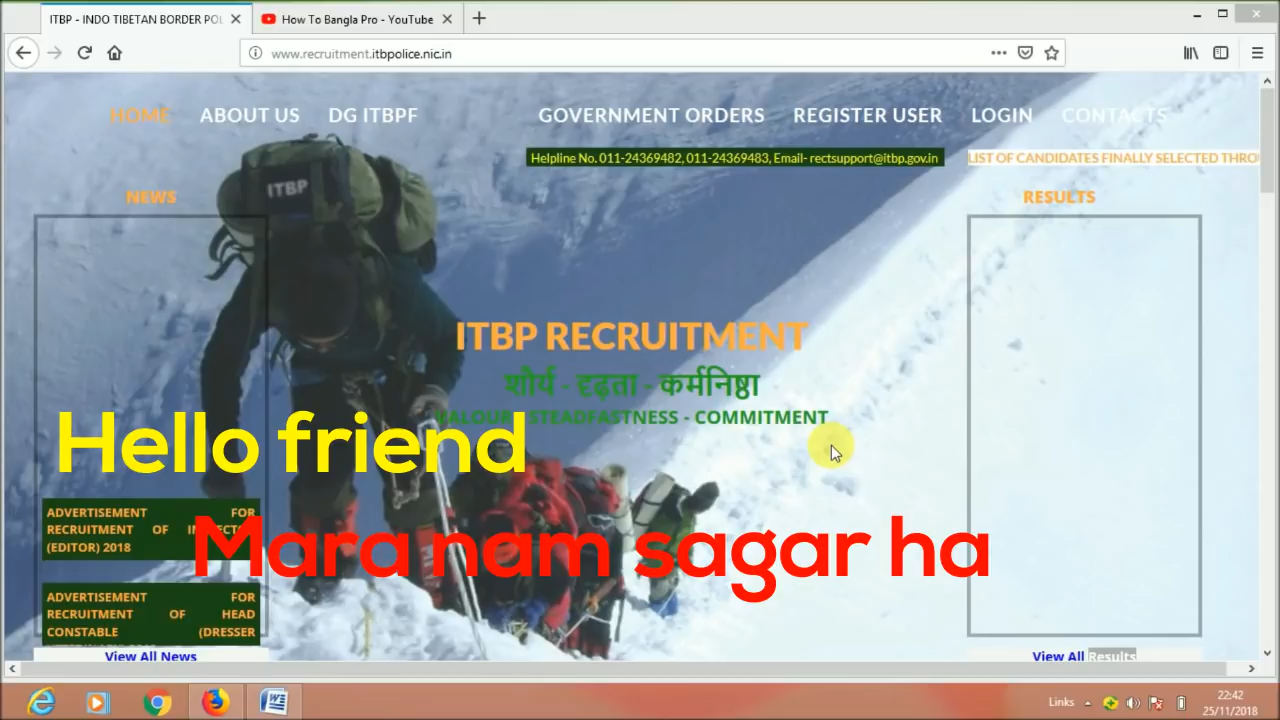 ITBP - INDO TIBETAN BORDER POL
How To Bangla Pro - YouTube
www.recruitment.itbpolice.nic.in
HOME ABOUT US DG ITBPF GOVERNMENT ORDERS REGISTER USER LOGIN CONTACTS
Helpline No. 011-24369482, 011-24369483, Email- rectsupport@itbp.gov.in
LIST OF CANDIDATES FINALLY SELECTED THRO
ITBP
NEWS
RESULTS
ITBP RECRUITMENT
शौर्य - दृढ़ता - कर्मनिष्ठा
VALOUR - STEADFASTNESS - COMMITMENT
Hello friend
ADVERTISEMENT FOR
RECRUITMENT OF INSPECTOR
(EDITOR) 2018
Mara nam sagar ha
ADVERTISEMENT FOR
RECRUITMENT OF HEAD
CONSTABLE (DRESSER
View All News
View All Results
Links
22:42
25/11/2018